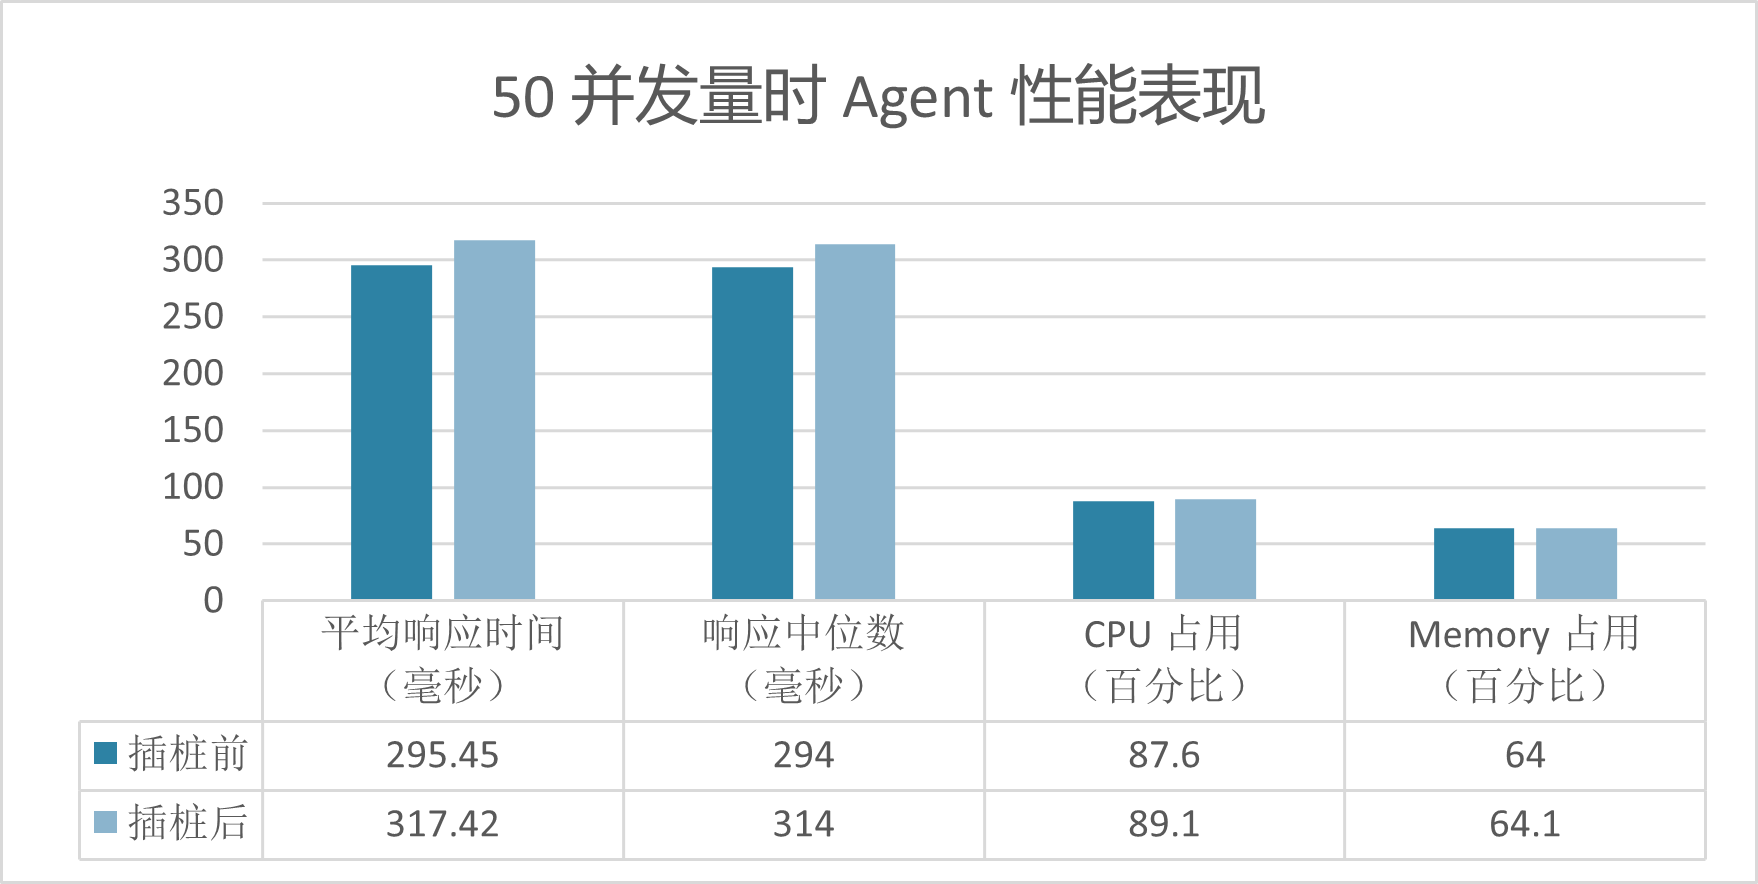 50 并发量时 Agent 性能表现
350
300
250
200
150
100
50
0
平均响应时间
（毫秒）
响应中位数
（毫秒）
CPU 占用
（百分比）
Memory 占用
（百分比）
插桩前 295.45 294 87.6 64
插桩后 317.42 314 89.1 64.1